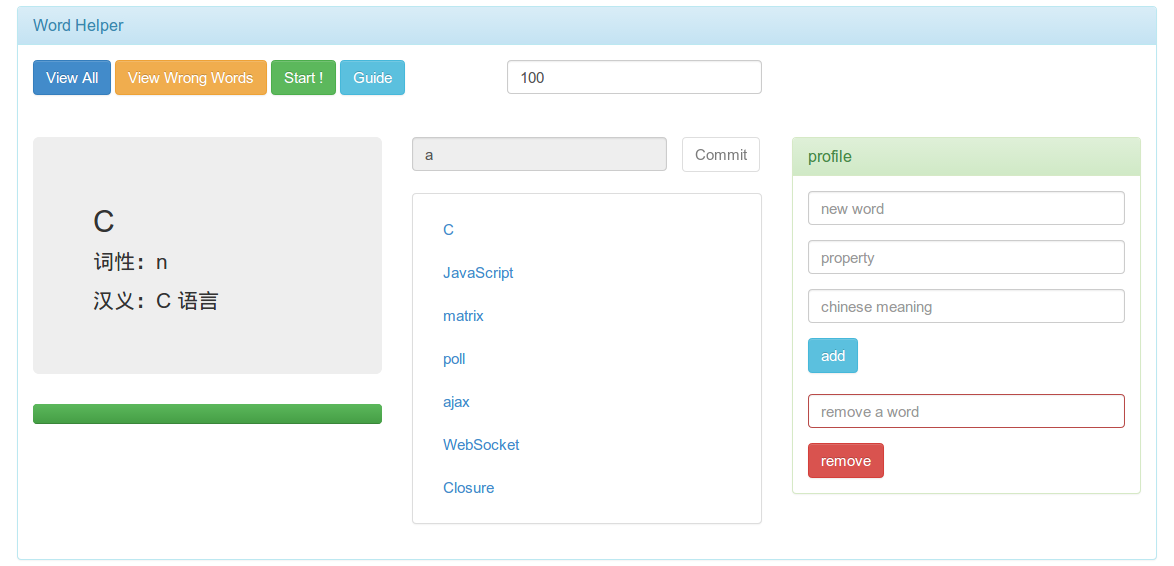 Word Helper
View All View Wrong Words Start ! Guide 100
C
词性：n
汉义：C 语言
a Commit
C
JavaScript
matrix
poll
ajax
WebSocket
Closure
profile
new word
property
chinese meaning
add
remove a word
remove